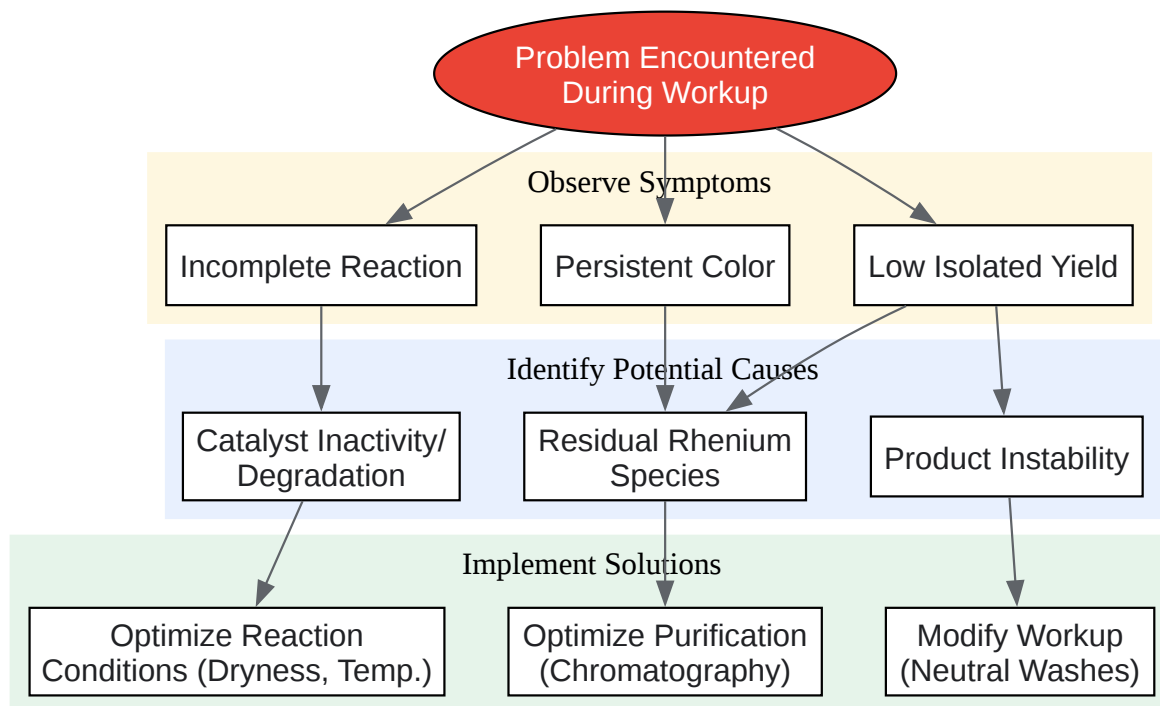 Problem Encountered
During Workup
Observe Symptoms
Incomplete Reaction
Persistent Color
Low Isolated Yield
Identify Potential Causes
Catalyst Inactivity/
Degradation
Residual Rhenium
Species
Product Instability
Implement Solutions
Optimize Reaction
Conditions (Dryness, Temp.)
Optimize Purification
(Chromatography)
Modify Workup
(Neutral Washes)